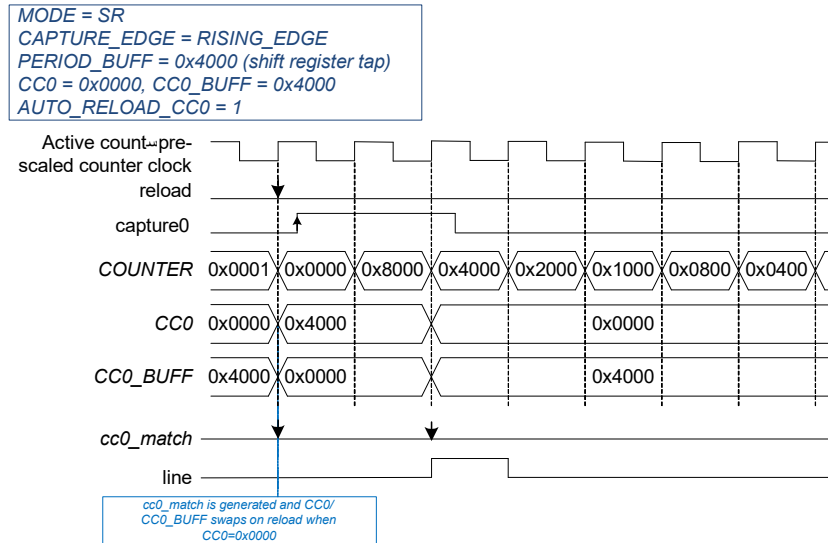 MODE = SR
CAPTURE_EDGE = RISING_EDGE
PERIOD_BUFF = 0x4000 (shift register tap)
CC0 = 0x0000, CC0_BUFF = 0x4000
AUTO_RELOAD_CC0 = 1
Active count pre-
scaled counter clock
reload
capture0
COUNTER 0x0001 0x0000 0x8000 0x4000 0x2000 0x1000 0x0800 0x0400
CC0 0x0000 0x4000 0x0000
CC0_BUFF 0x4000 0x0000 0x4000
cc0_match
line
cc0_match is generated and CC0/
CC0_BUFF swaps on reload when
CC0=0x0000